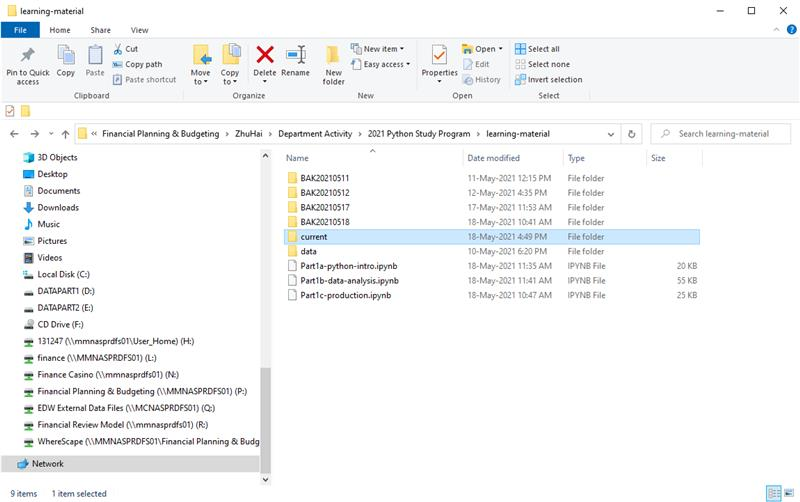 learning-material
File Home Share View
Pin to Quick access
Copy
Paste
Cut
Copy path
Paste shortcut
Clipboard
Move to
Copy to
Delete
Rename
Organize
New folder
New item
Easy access
New
Properties
Open
Edit
History
Open
Select all
Select none
Invert selection
Select
« Financial Planning & Budgeting > ZhuHai > Department Activity > 2021 Python Study Program > learning-material
Search learning-material
3D Objects
Desktop
Documents
Downloads
Music
Pictures
Videos
Local Disk (C:)
DATAPART1 (D:)
DATAPART2 (E:)
CD Drive (F:)
131247 (\\mmnasprdfs01\User_Home) (H:)
finance (\\mmnasprdfs01) (L:)
Finance Casino (\\mmnasprdfs01) (N:)
Financial Planning & Budgeting (\\MMNASPRDFS01) (P:)
EDW External Data Files (\\MCNASPRDFS01) (Q:)
Financial Review Model (\\mmnasprdfs01) (R:)
WhereScape (\\MMNASPRDFS01\Financial Planning & Budg
Network
Name Date modified Type Size
BAK20210511 11-May-2021 12:15 PM File folder
BAK20210512 12-May-2021 4:35 PM File folder
BAK20210517 17-May-2021 11:53 AM File folder
BAK20210518 18-May-2021 10:41 AM File folder
current 18-May-2021 4:49 PM File folder
data 10-May-2021 6:20 PM File folder
Part1a-python-intro.ipynb 18-May-2021 11:35 AM IPYNB File 20 KB
Part1b-data-analysis.ipynb 18-May-2021 11:41 AM IPYNB File 55 KB
Part1c-production.ipynb 18-May-2021 10:47 AM IPYNB File 25 KB
9 items 1 item selected